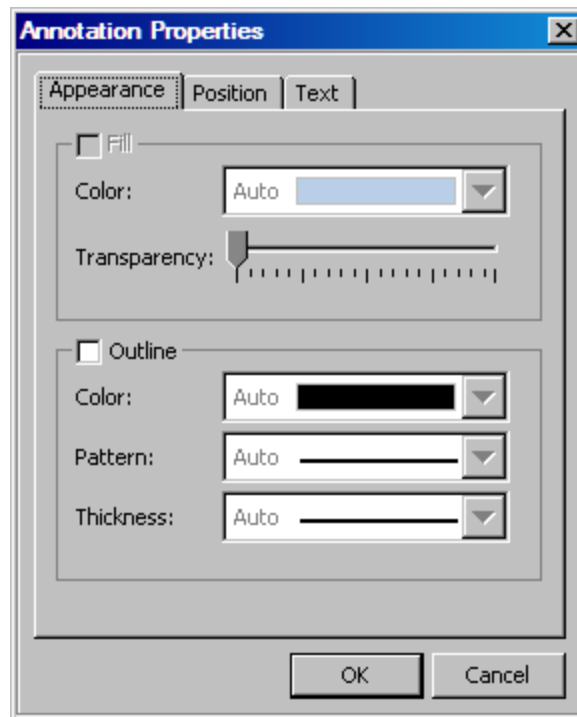 Annotation Properties
Appearance Position Text
Fill
Color: Auto
Transparency:
Outline
Color: Auto
Pattern: Auto
Thickness: Auto
OK Cancel